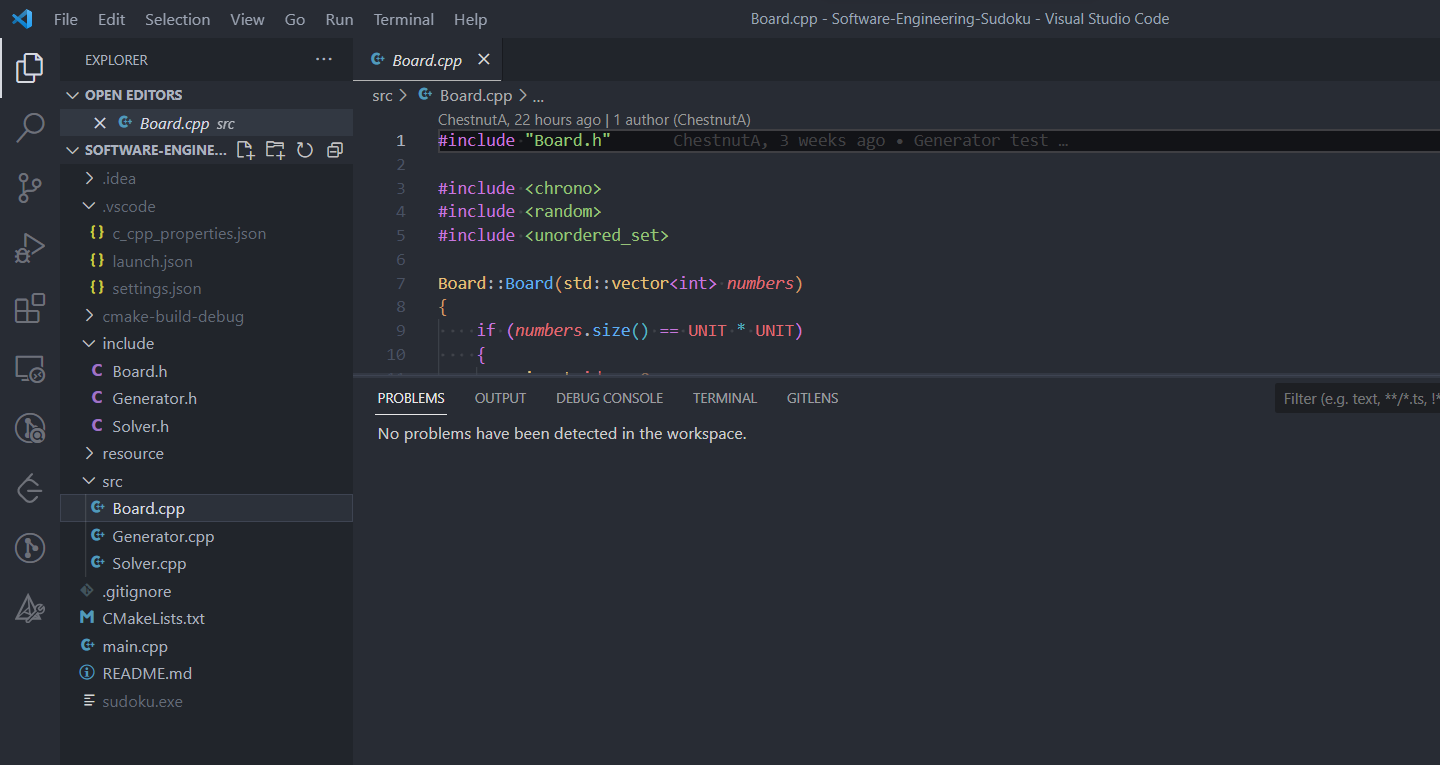 File Edit Selection View Go Run Terminal Help
Board.cpp - Software-Engineering-Sudoku - Visual Studio Code
EXPLORER
OPEN EDITORS
Board.cpp src
SOFTWARE-ENGINE...
.idea
.vscode
c_cpp_properties.json
launch.json
settings.json
cmake-build-debug
include
Board.h
Generator.h
Solver.h
resource
src
Board.cpp
Generator.cpp
Solver.cpp
.gitignore
CMakeLists.txt
main.cpp
README.md
sudoku.exe
Board.cpp
src > Board.cpp > ...
ChestnutA, 22 hours ago | 1 author (ChestnutA)
1 #include "Board.h" ChestnutA, 3 weeks ago • Generator test …
2
3 #include <chrono>
4 #include <random>
5 #include <unordered_set>
6
7 Board::Board(std::vector<int> numbers)
8 {
9 if (numbers.size() == UNIT * UNIT)
10 {
PROBLEMS OUTPUT DEBUG CONSOLE TERMINAL GITLENS
Filter (e.g. text, **/*.ts, !*
No problems have been detected in the workspace.